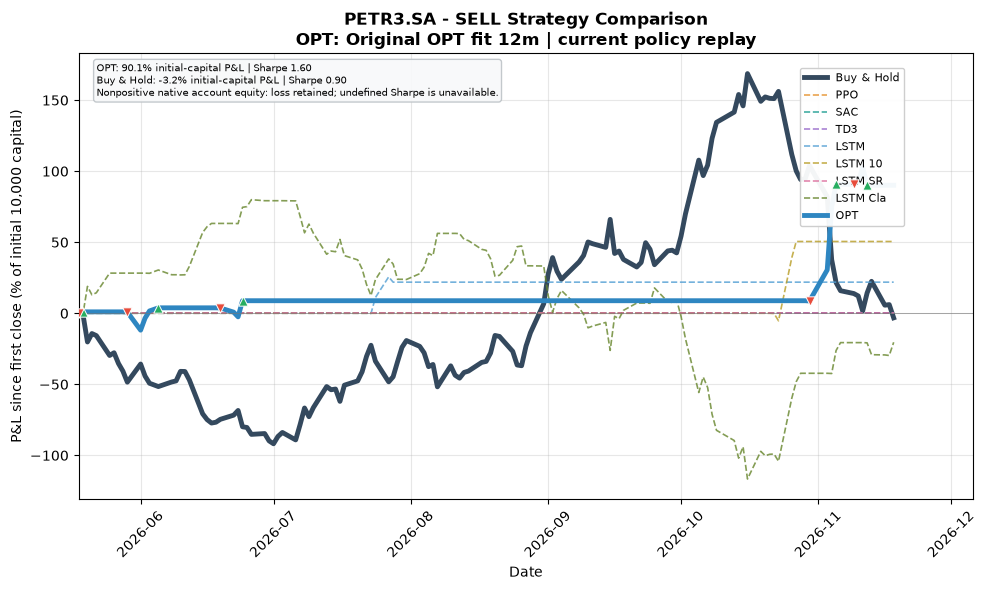 PETR3.SA - SELL Strategy Comparison
OPT: Original OPT fit 12m | current policy replay
OPT: 90.1% initial-capital P&L | Sharpe 1.60
Buy & Hold: -3.2% initial-capital P&L | Sharpe 0.90
Nonpositive native account equity: loss retained; undefined Sharpe is unavailable.
Buy & Hold
PPO
SAC
TD3
LSTM
LSTM 10
LSTM SR
LSTM Cla
OPT
P&L since first close (% of initial 10,000 capital)
150
100
50
0
−50
−100
2026-06
2026-07
2026-08
2026-09
2026-10
2026-11
2026-12
Date